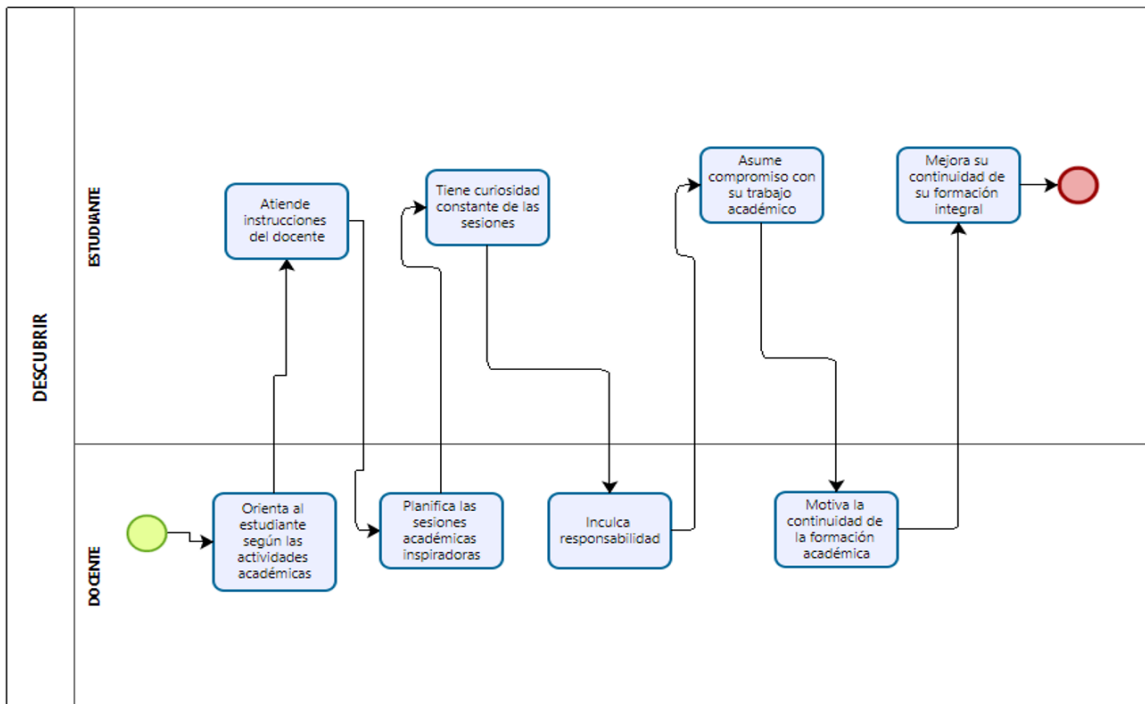 DESCUBRIR
ESTUDIANTE
Atiende
instrucciones
del docente
Tiene curiosidad
constante de las
sesiones
Asume
compromiso con
su trabajo
académico
Mejora su
continuidad de
su formación
integral
DOCENTE
Orienta al
estudiante
según las
actividades
académicas
Planifica las
sesiones
académicas
inspiradoras
Inculca
responsabilidad
Motiva la
continuidad de
la formación
académica